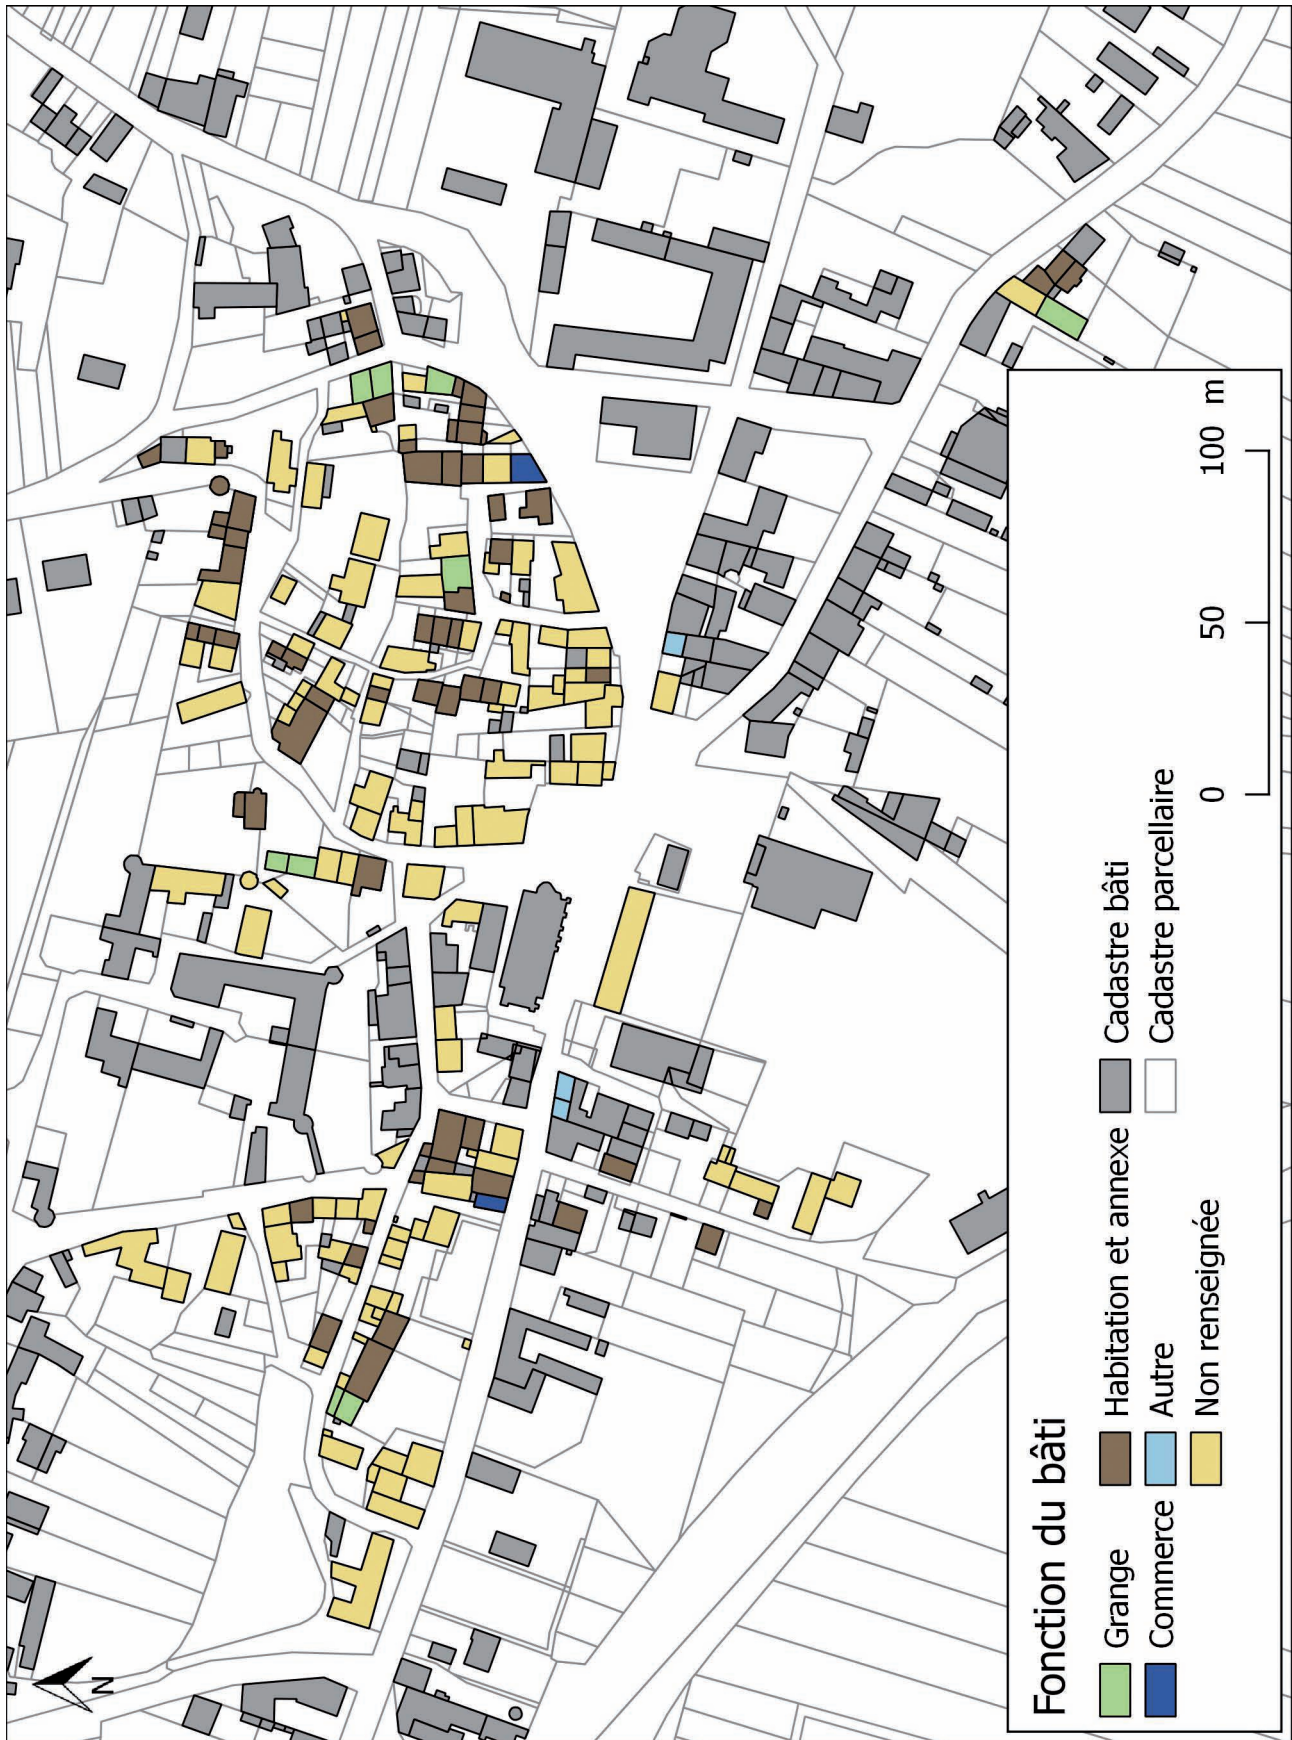 N
Fonction du bâti
Grange
Commerce
Habitation et annexe
Autre
Non renseignée
Cadastre bâti
Cadastre parcellaire
0 50 100 m